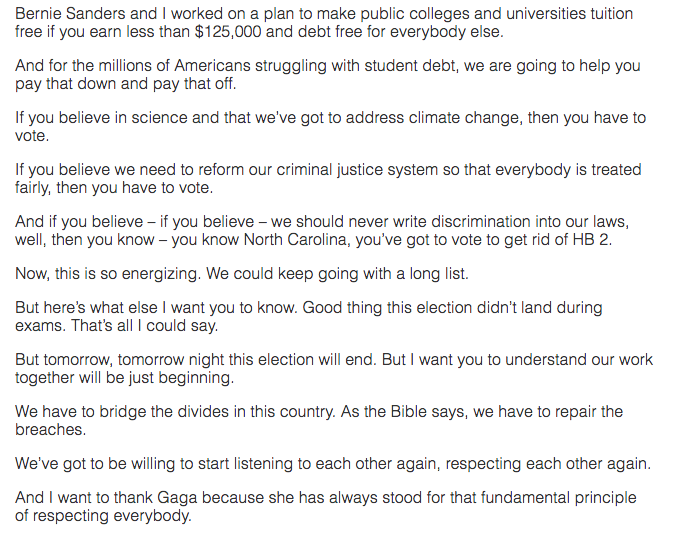 Bernie Sanders and I worked on a plan to make public colleges and universities tuition
free if you earn less than $125,000 and debt free for everybody else.
And for the millions of Americans struggling with student debt, we are going to help you
pay that down and pay that off.
If you believe in science and that we've got to address climate change, then you have to
vote.
If you believe we need to reform our criminal justice system so that everybody is treated
fairly, then you have to vote.
And if you believe – if you believe – we should never write discrimination into our laws,
well, then you know – you know North Carolina, you've got to vote to get rid of HB 2.
Now, this is so energizing. We could keep going with a long list.
But here's what else I want you to know. Good thing this election didn't land during
exams. That's all I could say.
But tomorrow, tomorrow night this election will end. But I want you to understand our work
together will be just beginning.
We have to bridge the divides in this country. As the Bible says, we have to repair the
breaches.
We've got to be willing to start listening to each other again, respecting each other again.
And I want to thank Gaga because she has always stood for that fundamental principle
of respecting everybody.